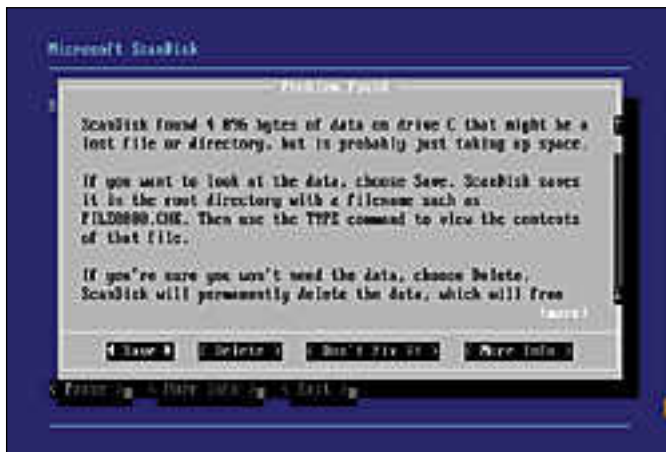 Microsoft ScanDisk
Problem Found
ScanDisk found 4 096 bytes of data on drive C that might be a
lost file or directory, but is probably just taking up space.
If you want to look at the data, choose Save. ScanDisk saves
it in the root directory with a filename such as
FILE0000.CHK. Then use the TYPE command to view the contents
of that file.
If you're sure you won't need the data, choose Delete.
ScanDisk will permanently delete the data, which will free
(more)
◄ Save ► < Delete > < Don't Fix It > < More Info >
< Pause > < More Info > < Exit >